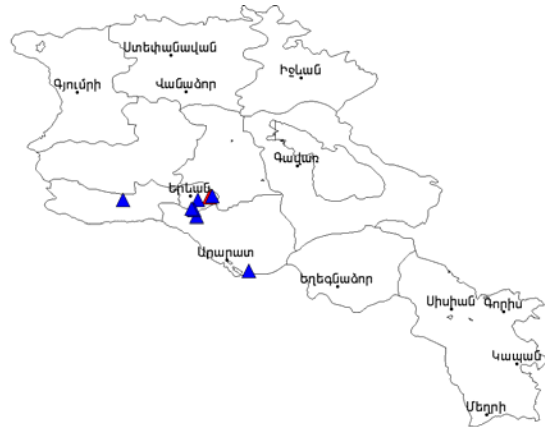 Ստեփանավան
Գյումրի
Վանաձոր
Իջևան
Գավառ
Երևան
Արարատ
Եղեգնաձոր
Սիսիան
Գորիս
Կապան
Մեղրի